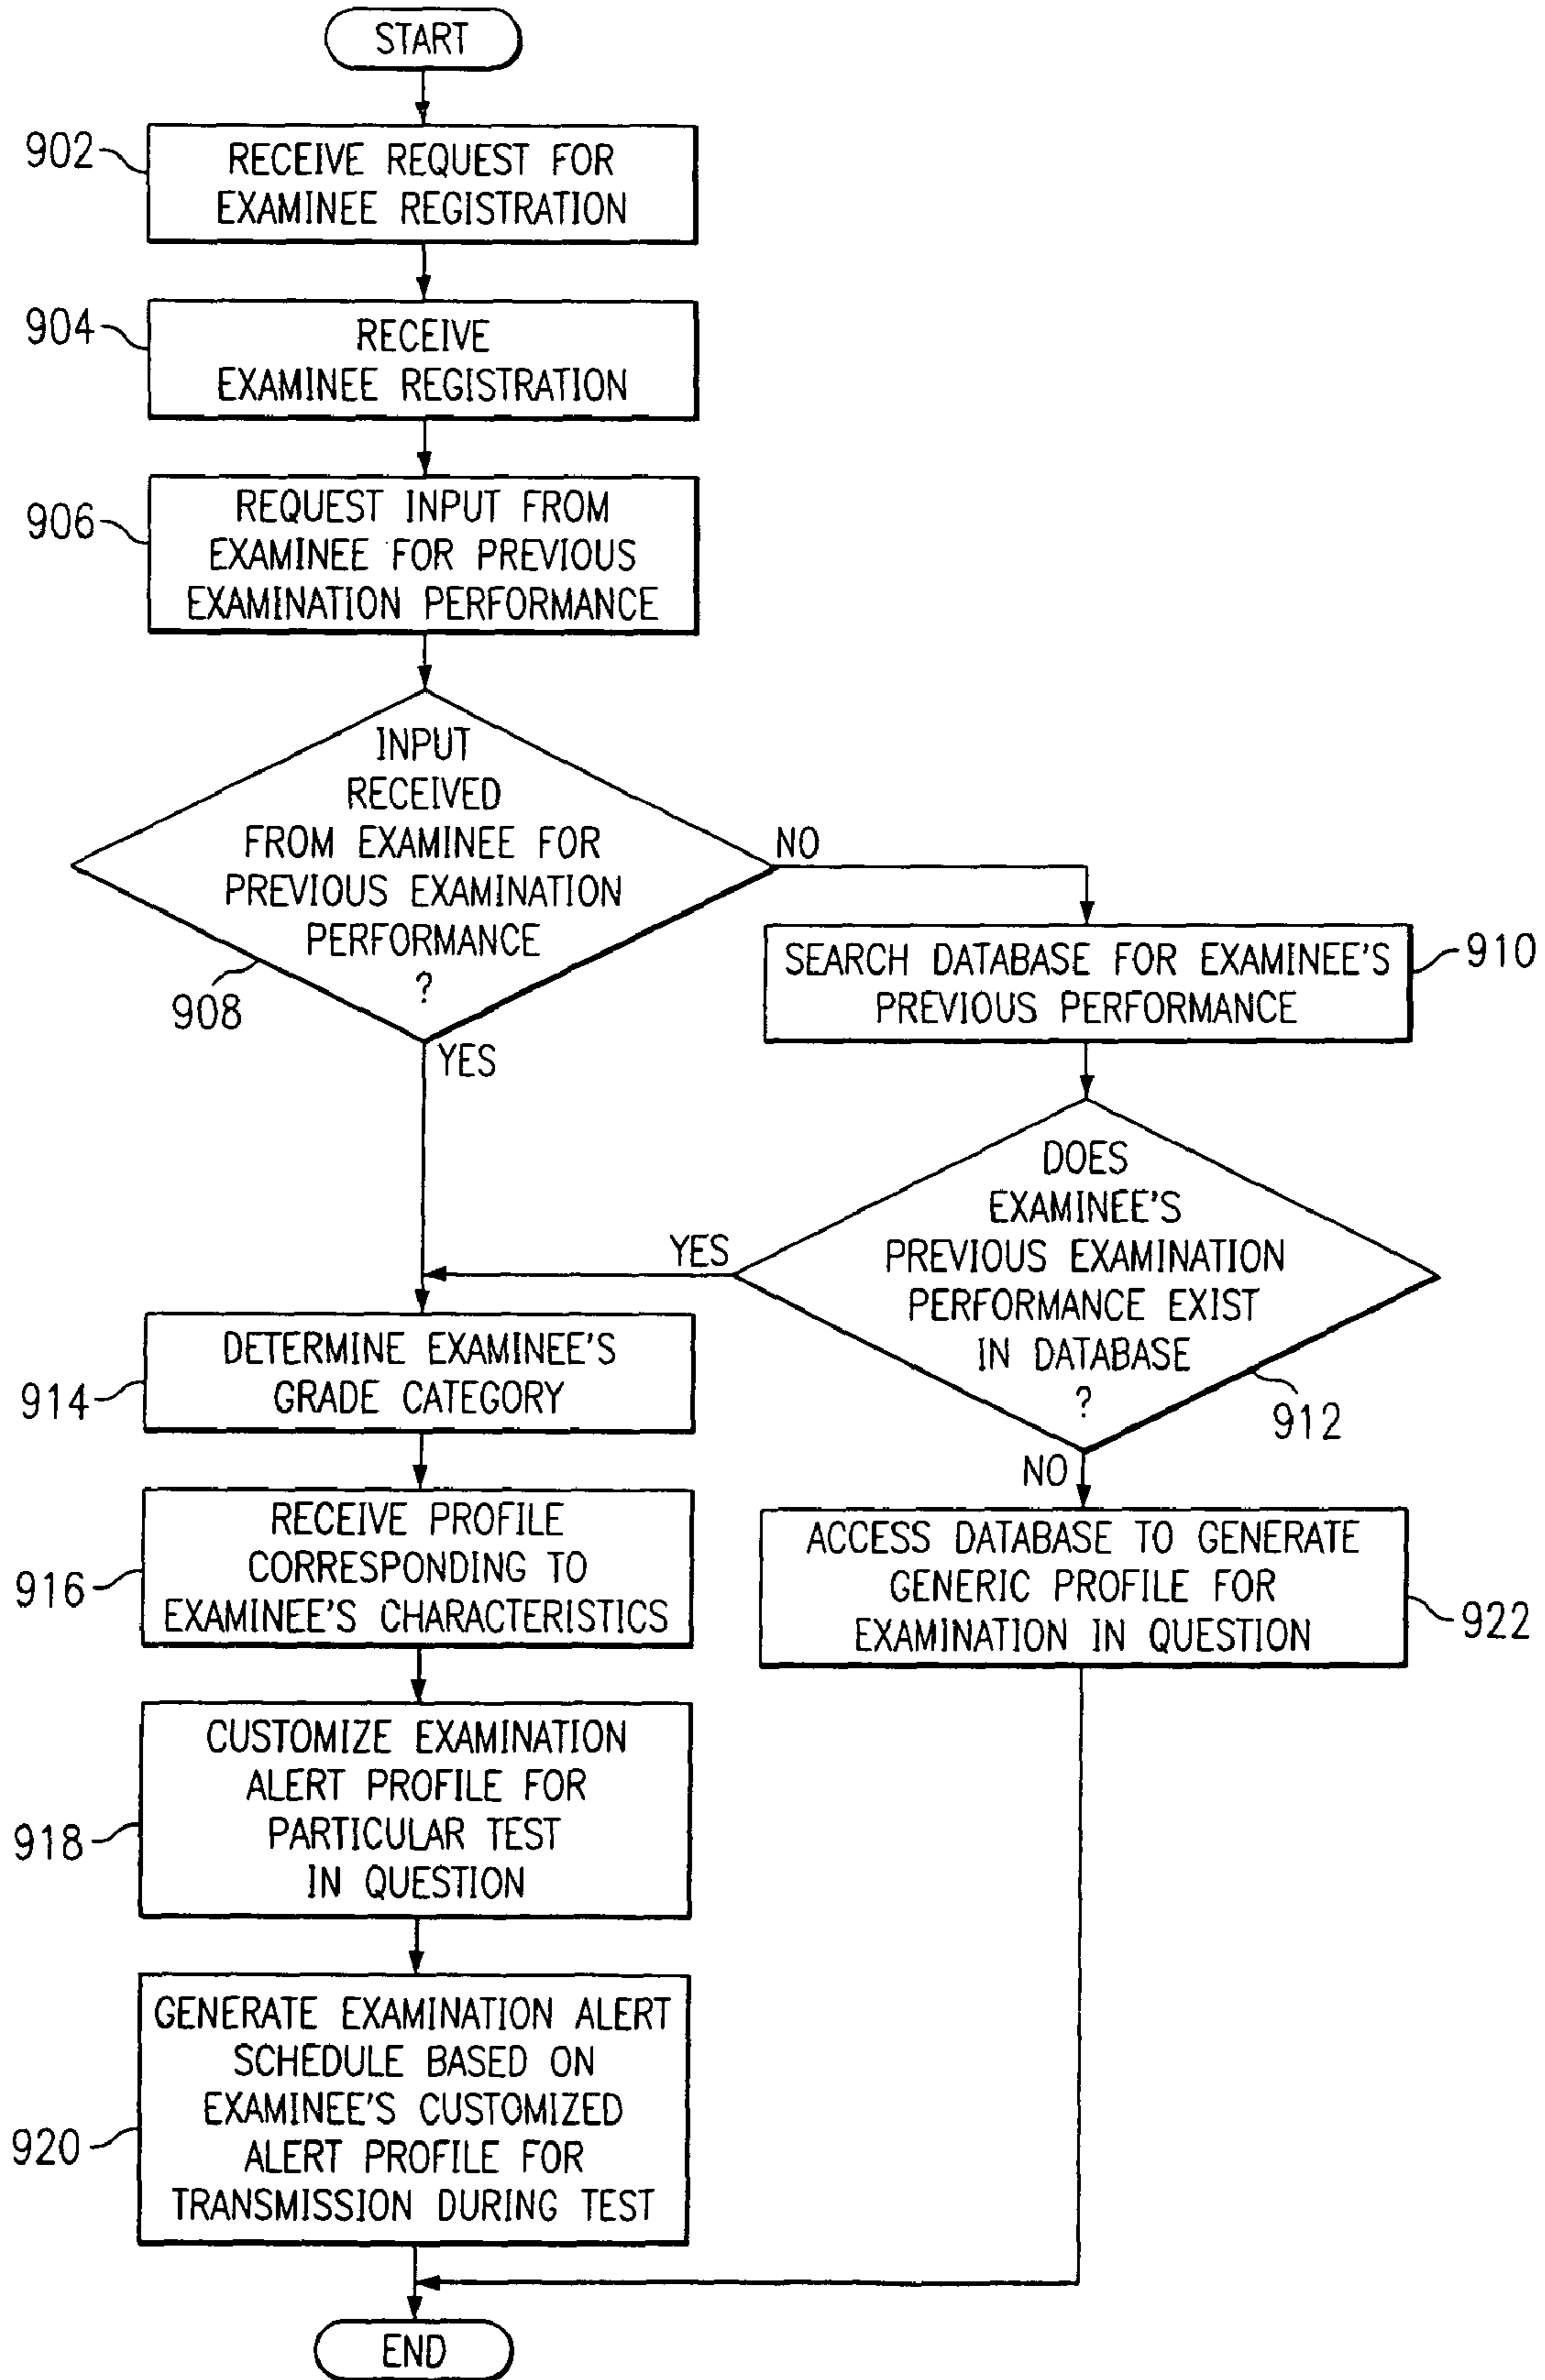 START
902
RECEIVE REQUEST FOR
EXAMINEE REGISTRATION
904
RECEIVE
EXAMINEE REGISTRATION
906
REQUEST INPUT FROM
EXAMINEE FOR PREVIOUS
EXAMINATION PERFORMANCE
INPUT
RECEIVED
FROM EXAMINEE FOR
PREVIOUS EXAMINATION
PERFORMANCE
?
908
NO
YES
SEARCH DATABASE FOR EXAMINEE'S
PREVIOUS PERFORMANCE
910
DOES
EXAMINEE'S
PREVIOUS EXAMINATION
PERFORMANCE EXIST
IN DATABASE
?
912
YES
NO
DETERMINE EXAMINEE'S
GRADE CATEGORY
914
RECEIVE PROFILE
CORRESPONDING TO
EXAMINEE'S CHARACTERISTICS
916
ACCESS DATABASE TO GENERATE
GENERIC PROFILE FOR
EXAMINATION IN QUESTION
922
CUSTOMIZE EXAMINATION
ALERT PROFILE FOR
PARTICULAR TEST
IN QUESTION
918
GENERATE EXAMINATION ALERT
SCHEDULE BASED ON
EXAMINEE'S CUSTOMIZED
ALERT PROFILE FOR
TRANSMISSION DURING TEST
920
END